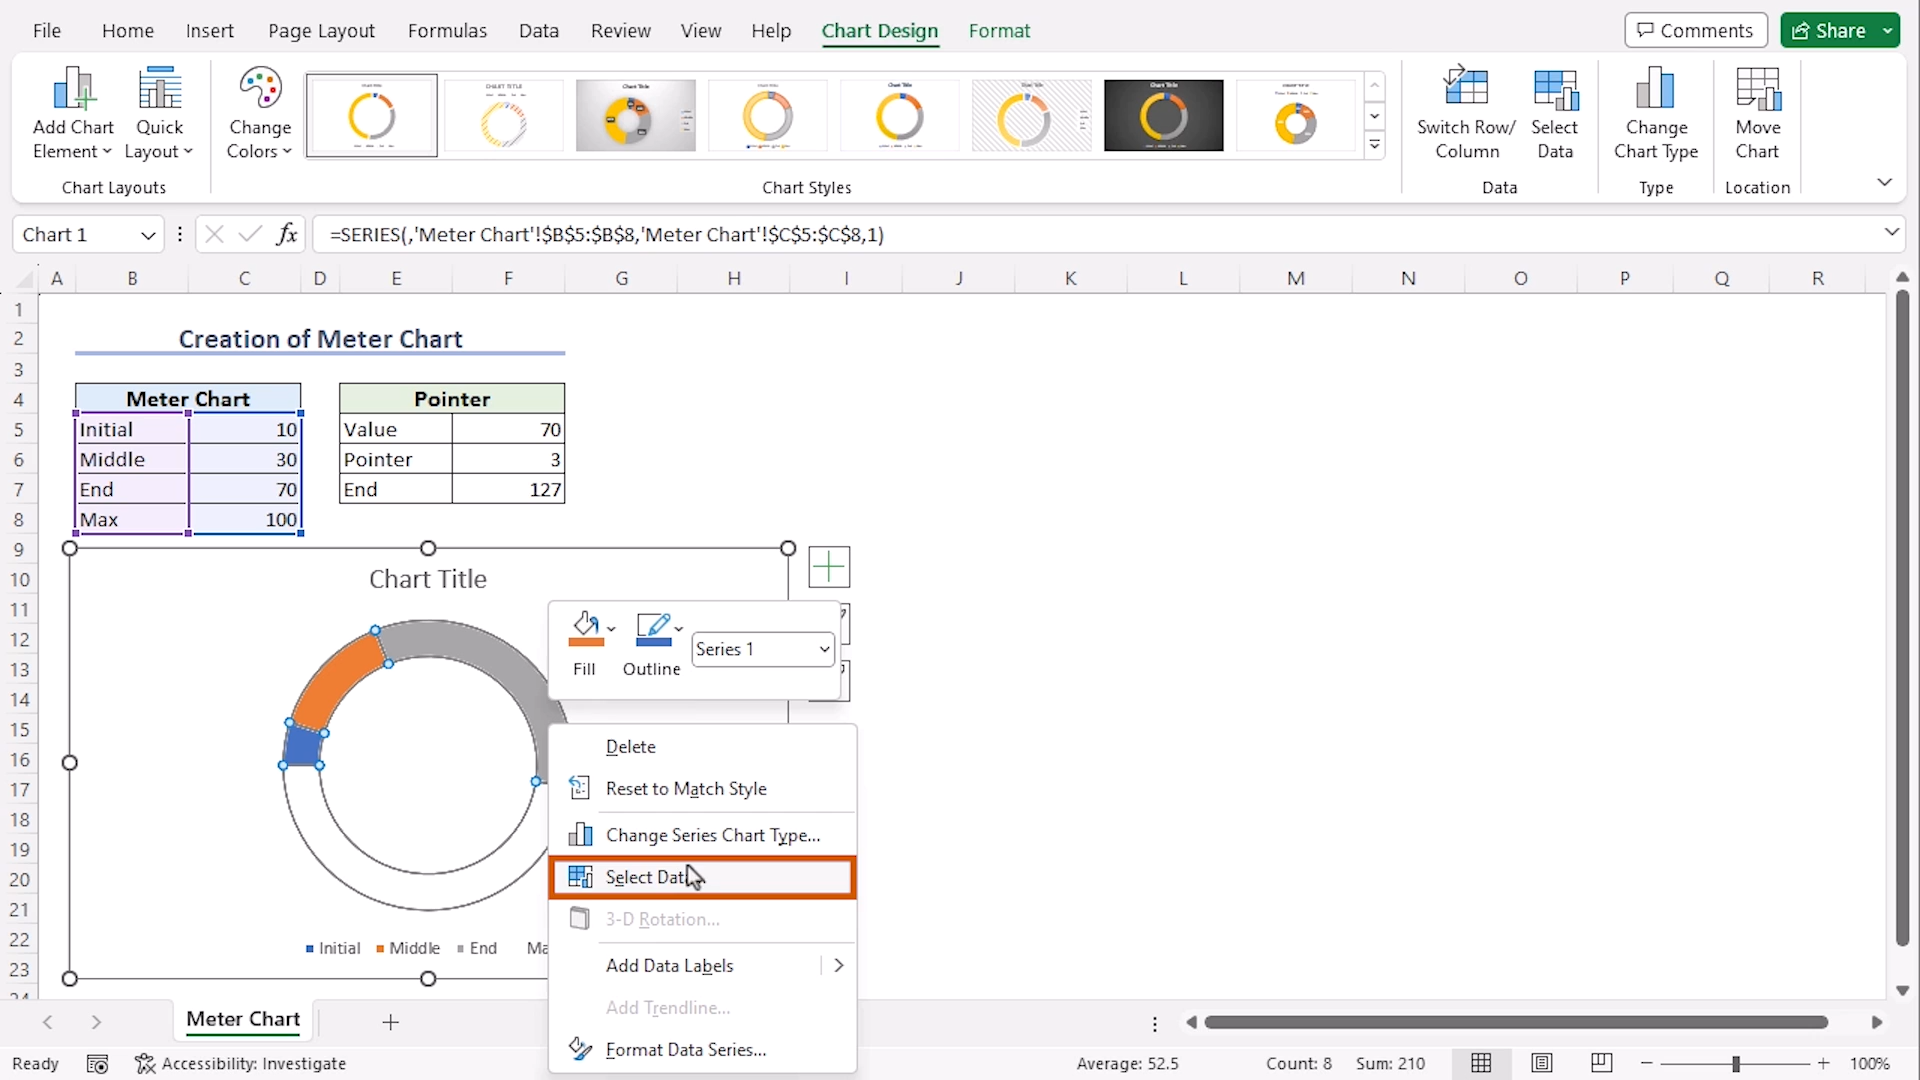 File Home Insert Page Layout Formulas Data Review View Help Chart Design Format Comments Share
Add Chart Element
Quick Layout
Change Colors
Switch Row/ Column
Select Data
Change Chart Type
Move Chart
Chart Layouts Chart Styles Data Type Location
Chart 1 fx =SERIES(,'Meter Chart'!$B$5:$B$8,'Meter Chart'!$C$5:$C$8,1)
A B C D E F G H I J K L M N O P Q R
1
2 Creation of Meter Chart
3
4 Meter Chart Pointer
5 Initial 10 Value 70
6 Middle 30 Pointer 3
7 End 70 End 127
8 Max 100
9
10 Chart Title
11
12
13
14
15
16
17
18
19
20
21
22
23
24
Fill Outline Series 1
Delete
Reset to Match Style
Change Series Chart Type...
Select Dat
3-D Rotation...
Add Data Labels
Add Trendline...
Format Data Series...
Initial Middle End Ma
Meter Chart
Ready Accessibility: Investigate Average: 52.5 Count: 8 Sum: 210 100%